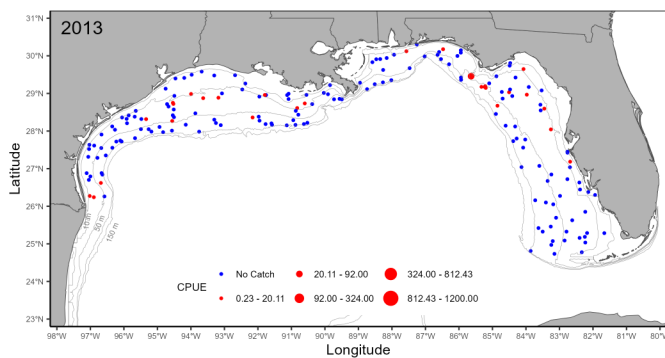 2013
31°N
30°N
29°N
28°N
27°N
26°N
25°N
24°N
23°N
Latitude
10 m
50 m
150 m
CPUE
No Catch
20.11 - 92.00
324.00 - 812.43
0.23 - 20.11
92.00 - 324.00
812.43 - 1200.00
98°W 97°W 96°W 95°W 94°W 93°W 92°W 91°W 90°W 89°W 88°W 87°W 86°W 85°W 84°W 83°W 82°W 81°W 80°W
Longitude